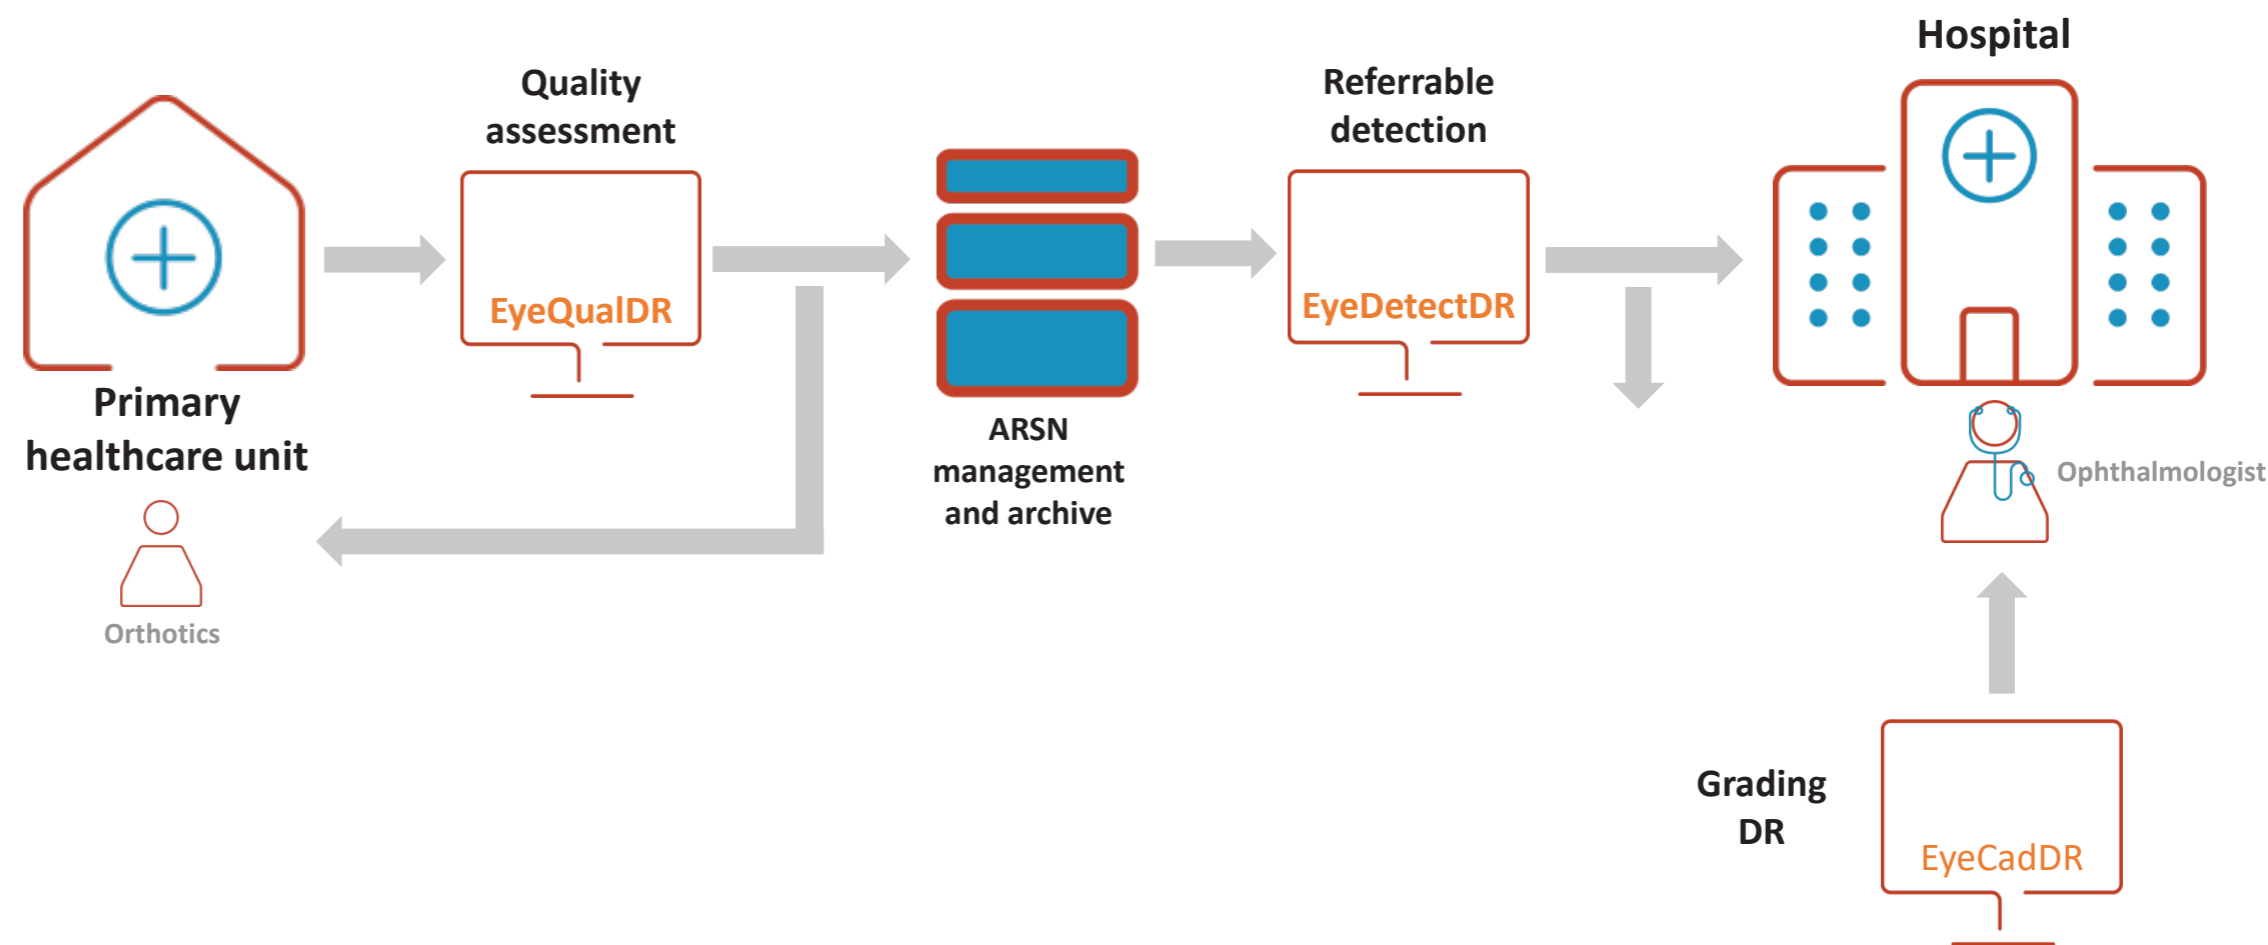 Primary
healthcare unit
Orthotics
Quality
assessment
EyeQualDR
ARSN
management
and archive
Referrable
detection
EyeDetectDR
Hospital
Ophthalmologist
Grading
DR
EyeCadDR